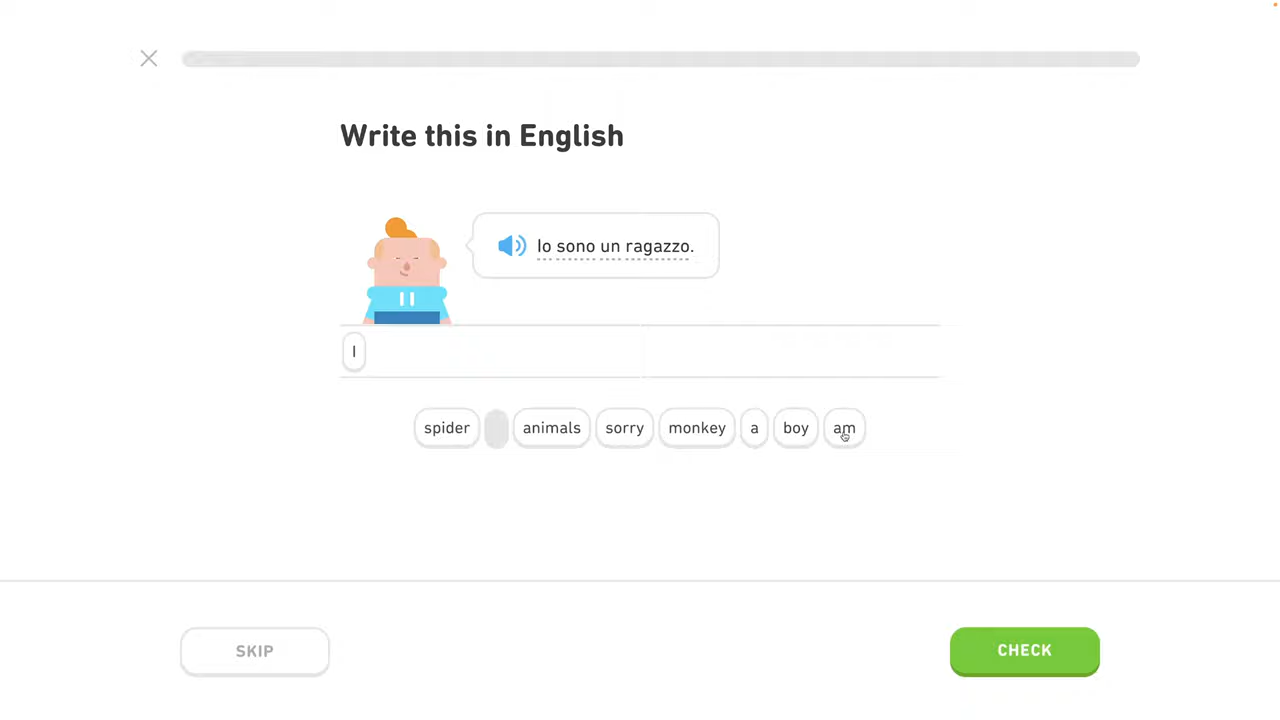 Write this in English
Io sono un ragazzo.
I
spider animals sorry monkey a boy am
SKIP CHECK